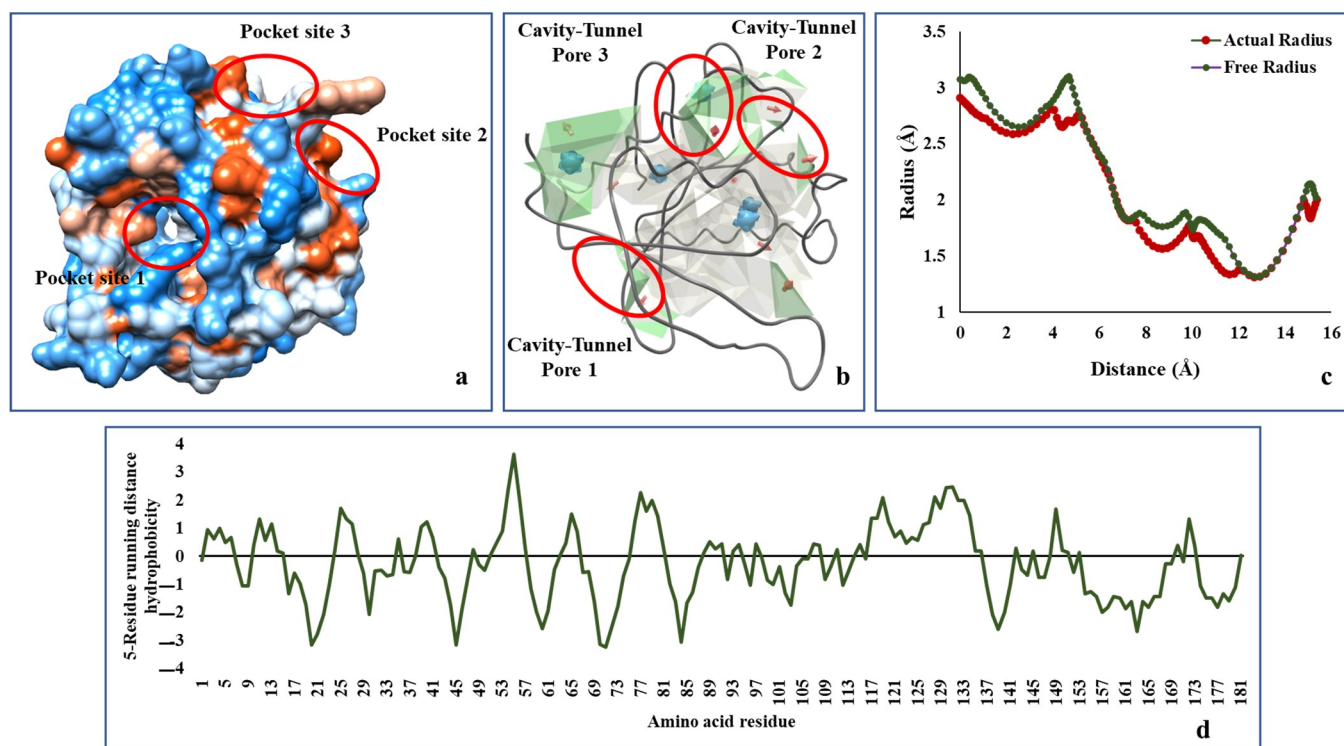 Pocket site 3
Pocket site 2
Pocket site 1
a
Cavity-Tunnel
Pore 3
Cavity-Tunnel
Pore 2
Cavity-Tunnel
Pore 1
b
3.5
3
2.5
2
1.5
1
Radius (Å)
Actual Radius
Free Radius
0 2 4 6 8 10 12 14 16
Distance (Å)
c
5-Residue running distance
hydrophobicity
4
3
2
1
0
—1
—2
—3
—4
1 5 9 13 17 21 25 29 33 37 41 45 49 53 57 61 65 69 73 77 81 85 89 93 97 101 105 109 113 117 121 125 129 133 137 141 145 149 153 157 161 165 169 173 177 181
Amino acid residue
d